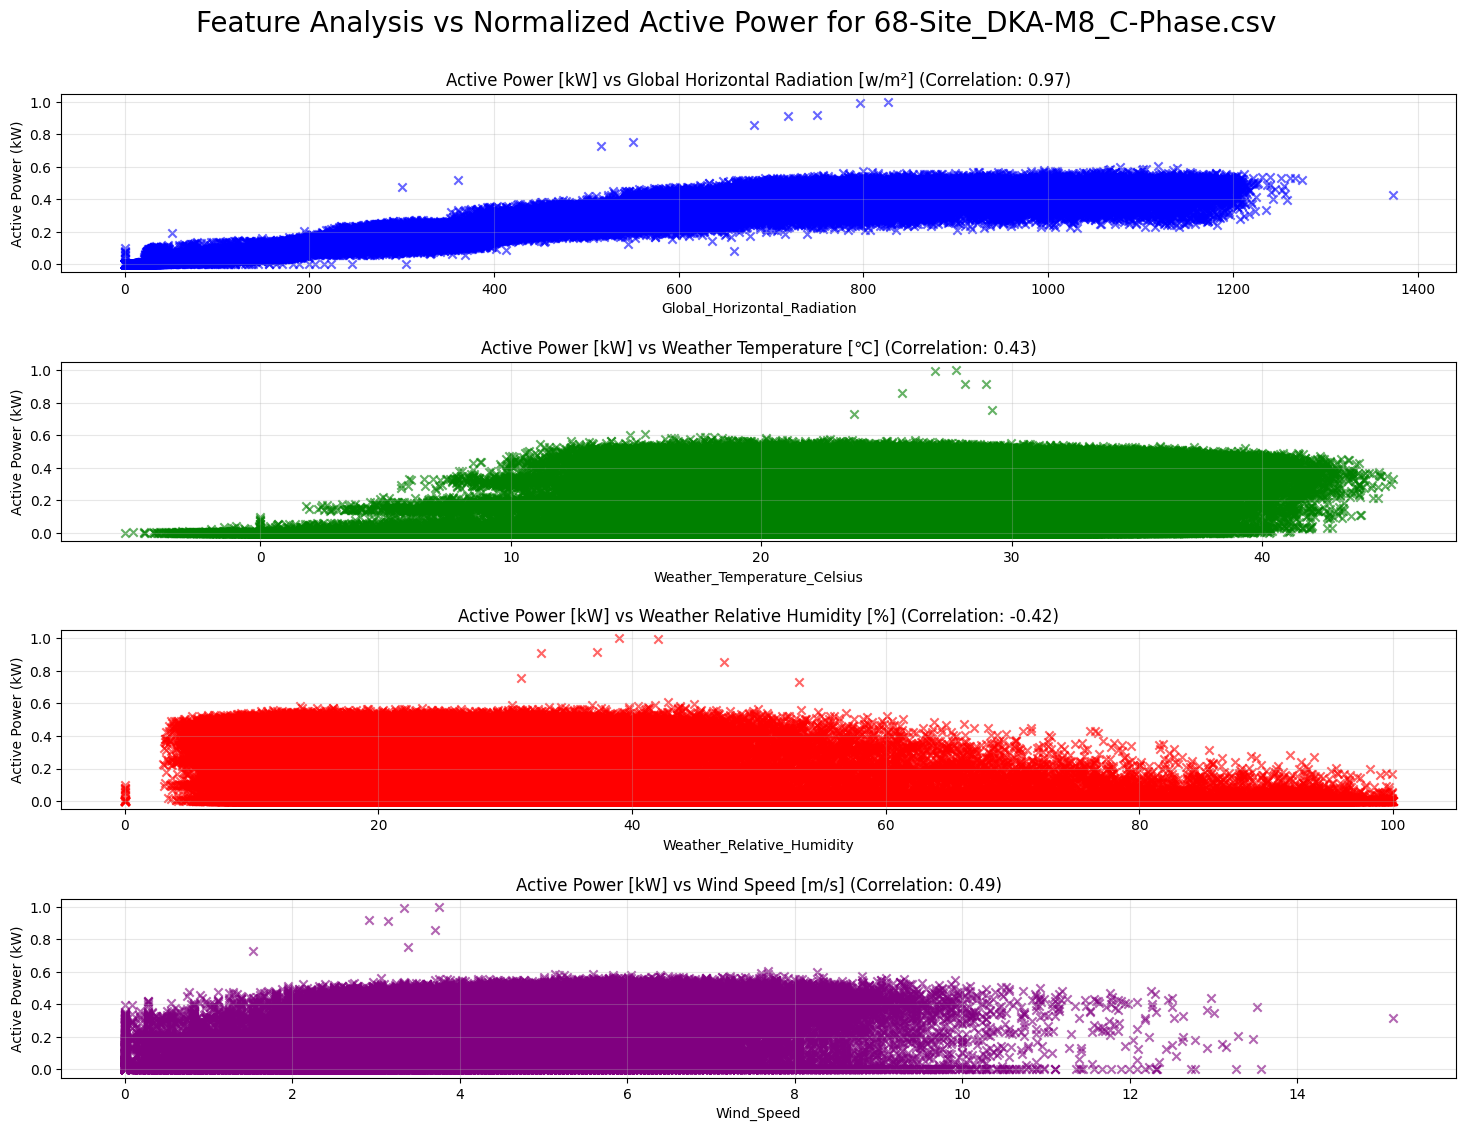 Feature Analysis vs Normalized Active Power for 68-Site_DKA-M8_C-Phase.csv
Active Power [kW] vs Global Horizontal Radiation [w/m²] (Correlation: 0.97)
Active Power (kW)
1.0
0.8
0.6
0.4
0.2
0.0
0 200 400 600 800 1000 1200 1400
Global_Horizontal_Radiation
Active Power [kW] vs Weather Temperature [℃] (Correlation: 0.43)
Active Power (kW)
1.0
0.8
0.6
0.4
0.2
0.0
0 10 20 30 40
Weather_Temperature_Celsius
Active Power [kW] vs Weather Relative Humidity [%] (Correlation: -0.42)
Active Power (kW)
1.0
0.8
0.6
0.4
0.2
0.0
0 20 40 60 80 100
Weather_Relative_Humidity
Active Power [kW] vs Wind Speed [m/s] (Correlation: 0.49)
Active Power (kW)
1.0
0.8
0.6
0.4
0.2
0.0
0 2 4 6 8 10 12 14
Wind_Speed